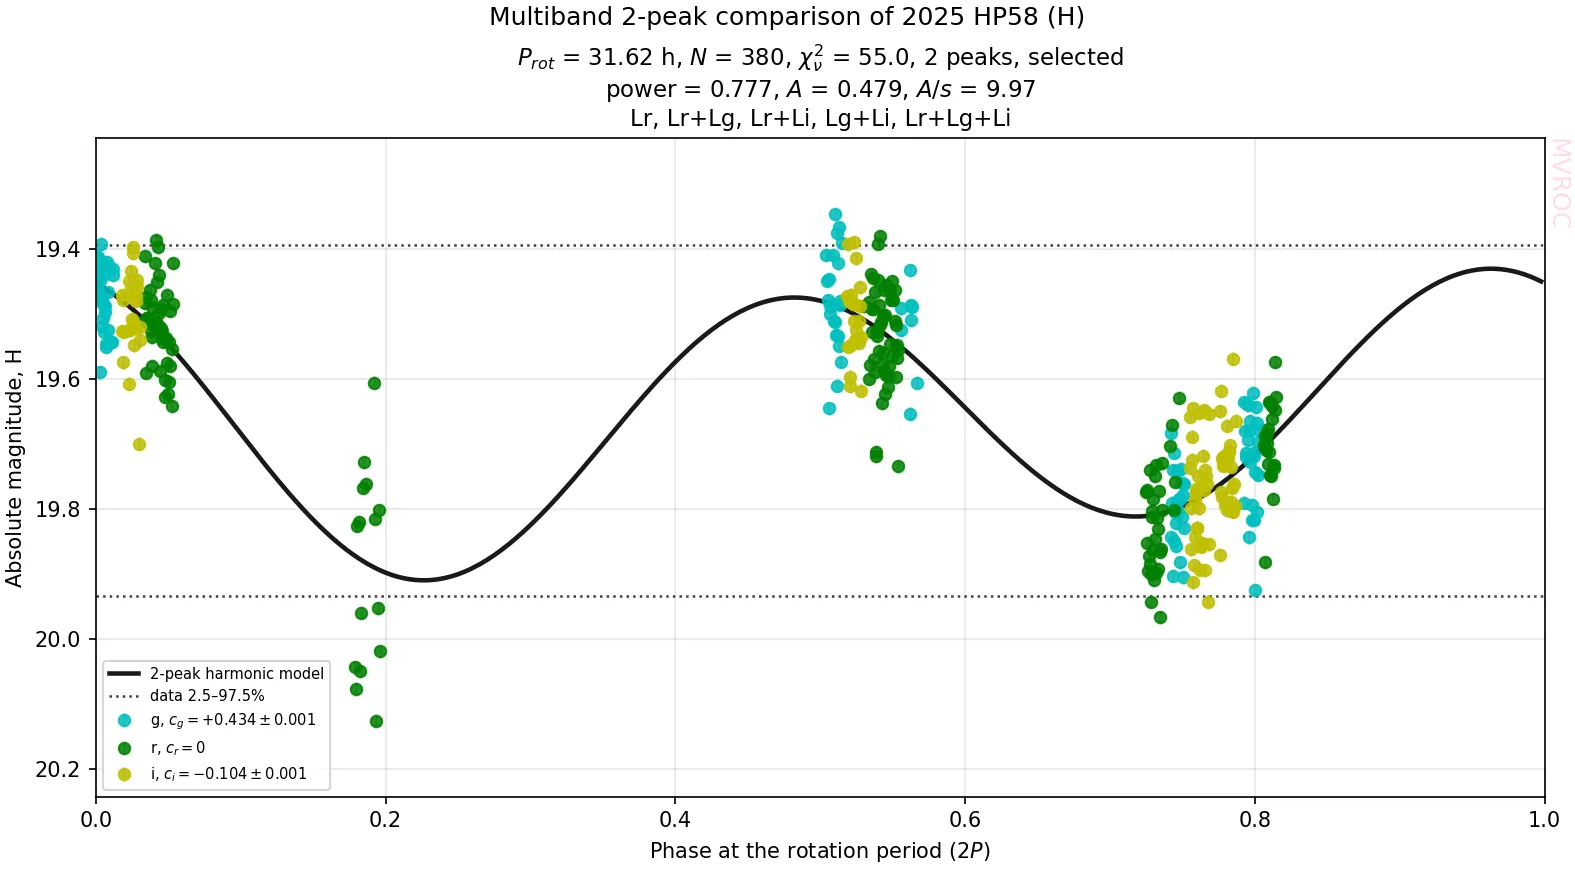 Multiband 2-peak comparison of 2025 HP58 (H)
P_rot = 31.62 h, N = 380, χ²_ν = 55.0, 2 peaks, selected
power = 0.777, A = 0.479, A/s = 9.97
Lr, Lr+Lg, Lr+Li, Lg+Li, Lr+Lg+Li
MVROC
Absolute magnitude, H
19.4
19.6
19.8
20.0
20.2
2-peak harmonic model
data 2.5–97.5%
g, c_g = +0.434 ± 0.001
r, c_r = 0
i, c_i = −0.104 ± 0.001
0.0 0.2 0.4 0.6 0.8 1.0
Phase at the rotation period (2P)